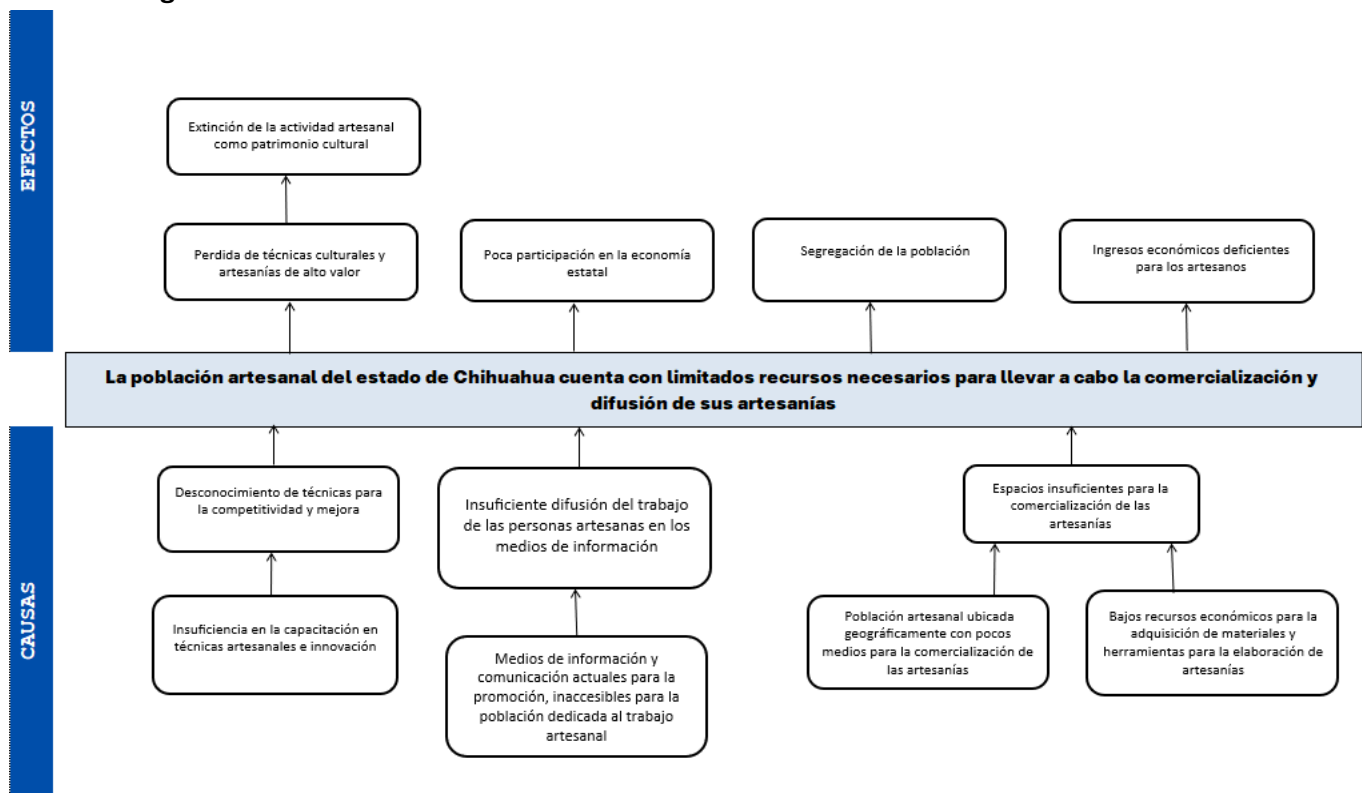 EFECTOS
Extinción de la actividad artesanal
como patrimonio cultural
Perdida de técnicas culturales y
artesanías de alto valor
Poca participación en la economía
estatal
Segregación de la población
Ingresos económicos deficientes
para los artesanos
La población artesanal del estado de Chihuahua cuenta con limitados recursos necesarios para llevar a cabo la comercialización y
difusión de sus artesanías
CAUSAS
Desconocimiento de técnicas para
la competitividad y mejora
Insuficiente difusión del trabajo
de las personas artesanas en los
medios de información
Espacios insuficientes para la
comercialización de las
artesanías
Insuficiencia en la capacitación en
técnicas artesanales e innovación
Medios de información y
comunicación actuales para la
promoción, inaccesibles para la
población dedicada al trabajo
artesanal
Población artesanal ubicada
geográficamente con pocos
medios para la comercialización de
las artesanías
Bajos recursos económicos para la
adquisición de materiales y
herramientas para la elaboración de
artesanías